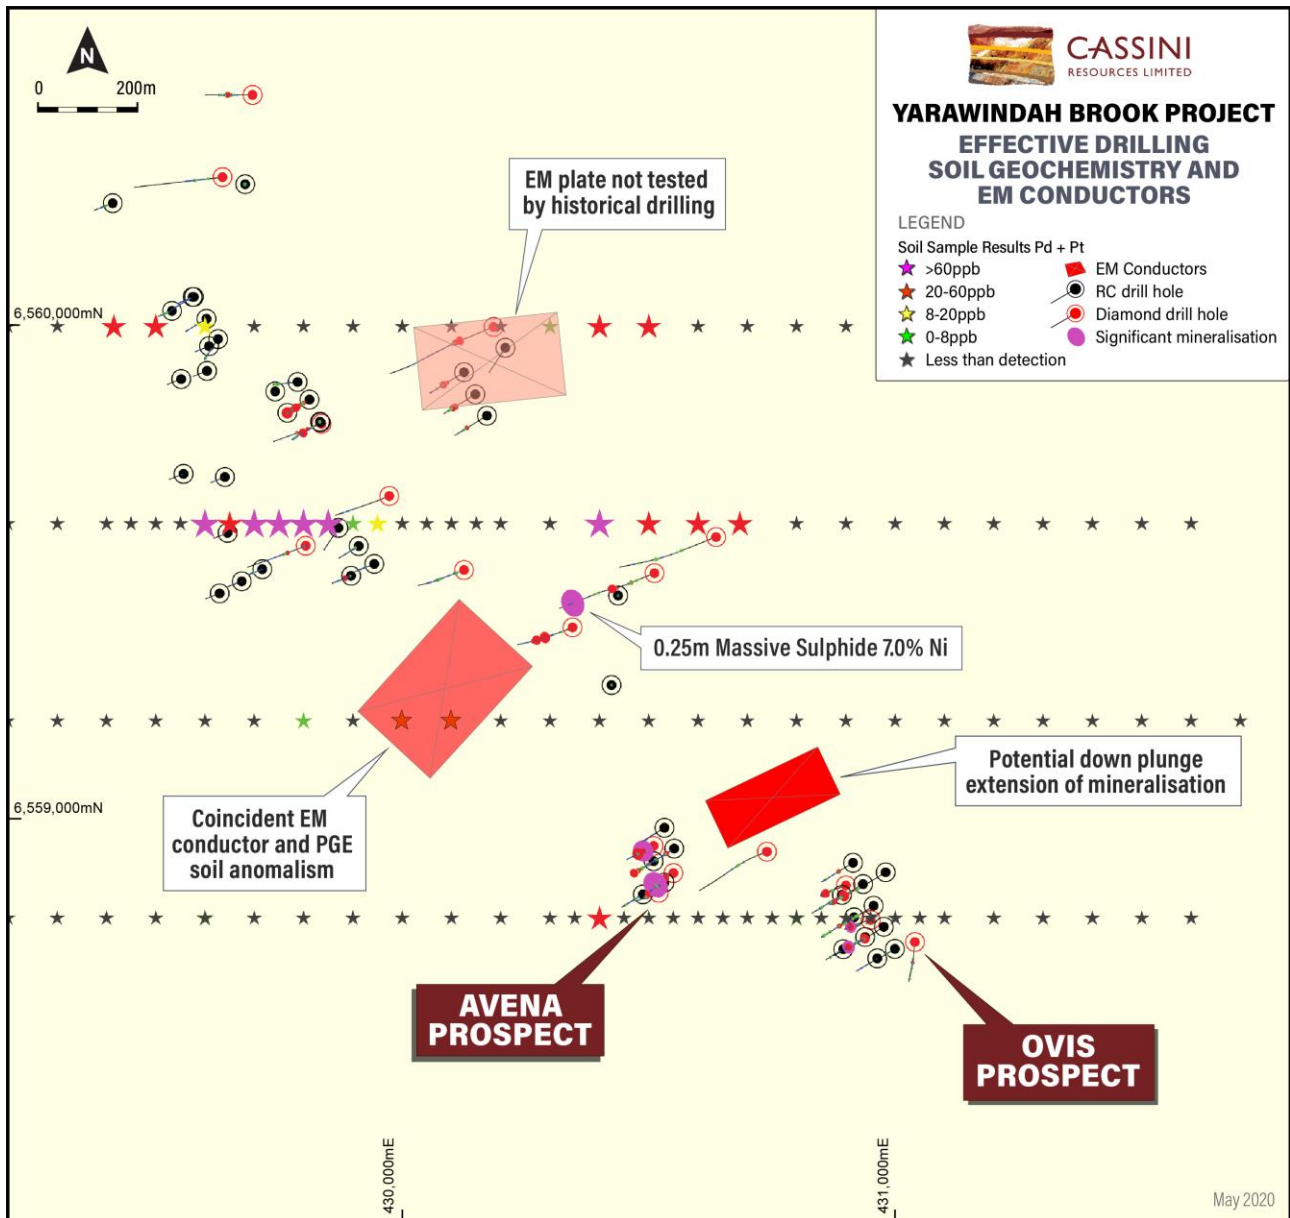 N
0 200m
CASSINI
RESOURCES LIMITED
YARAWINDAH BROOK PROJECT
EFFECTIVE DRILLING
SOIL GEOCHEMISTRY AND
EM CONDUCTORS
LEGEND
Soil Sample Results Pd + Pt
>60ppb
20-60ppb
8-20ppb
0-8ppb
Less than detection
EM Conductors
RC drill hole
Diamond drill hole
Significant mineralisation
EM plate not tested
by historical drilling
6,560,000mN
0.25m Massive Sulphide 7.0% Ni
Potential down plunge
extension of mineralisation
Coincident EM
conductor and PGE
soil anomalism
6,559,000mN
AVENA
PROSPECT
OVIS
PROSPECT
430,000mE
431,000mE
May 2020